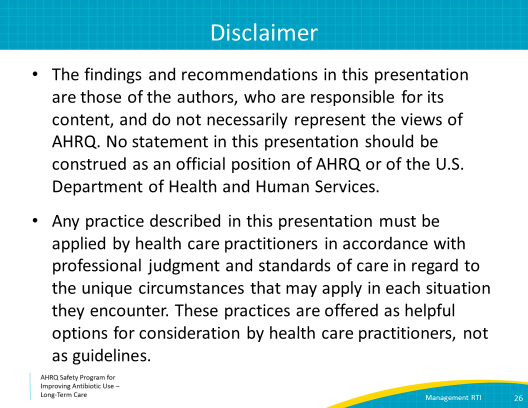 Disclaimer
• The findings and recommendations in this presentation
are those of the authors, who are responsible for its
content, and do not necessarily represent the views of
AHRQ. No statement in this presentation should be
construed as an official position of AHRQ or of the U.S.
Department of Health and Human Services.
• Any practice described in this presentation must be
applied by health care practitioners in accordance with
professional judgment and standards of care in regard to
the unique circumstances that may apply in each situation
they encounter. These practices are offered as helpful
options for consideration by health care practitioners, not
as guidelines.
AHRQ Safety Program for
Improving Antibiotic Use –
Long-Term Care
Management RTI
26